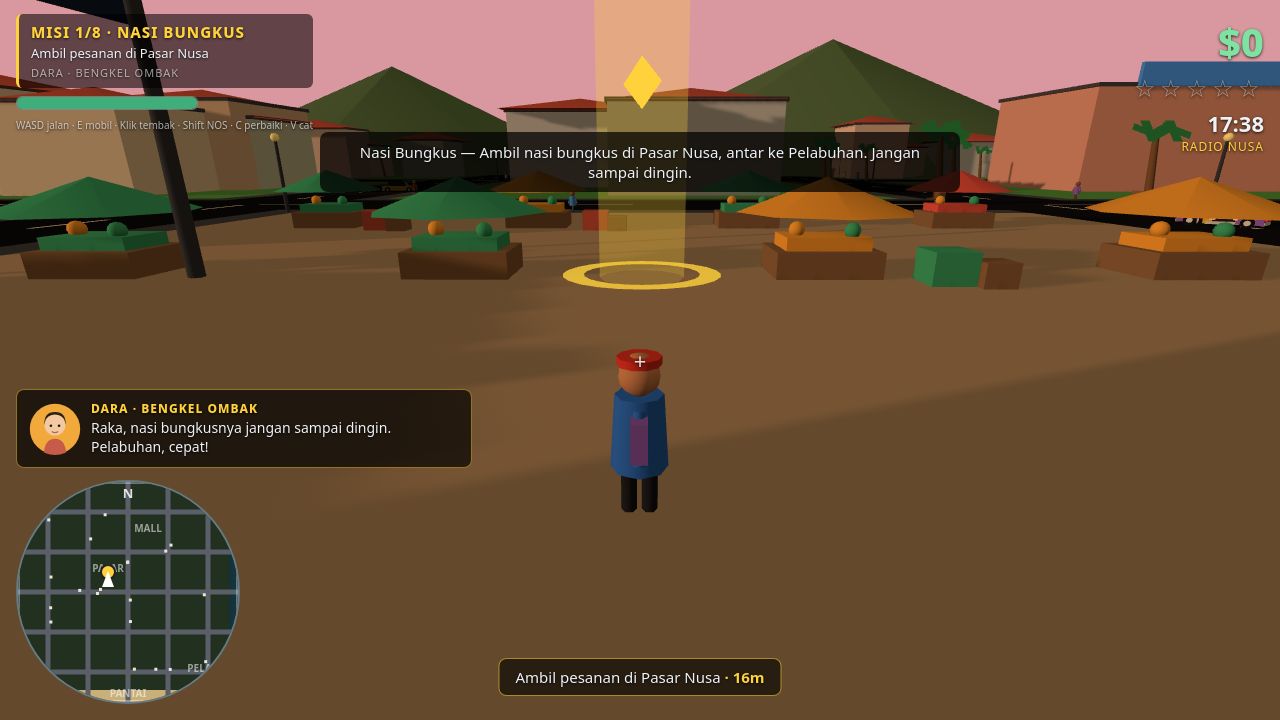 MISI 1/8 · NASI BUNGKUS
Ambil pesanan di Pasar Nusa
DARA · BENGKEL OMBAK
WASD jalan · E mobil · Klik tembak · Shift NOS · C perbaiki · V cat
$0
☆☆☆☆☆
17:38
RADIO NUSA
Nasi Bungkus — Ambil nasi bungkus di Pasar Nusa, antar ke Pelabuhan. Jangan
sampai dingin.
DARA · BENGKEL OMBAK
Raka, nasi bungkusnya jangan sampai dingin.
Pelabuhan, cepat!
N
MALL
PANTAI
Ambil pesanan di Pasar Nusa · 16m